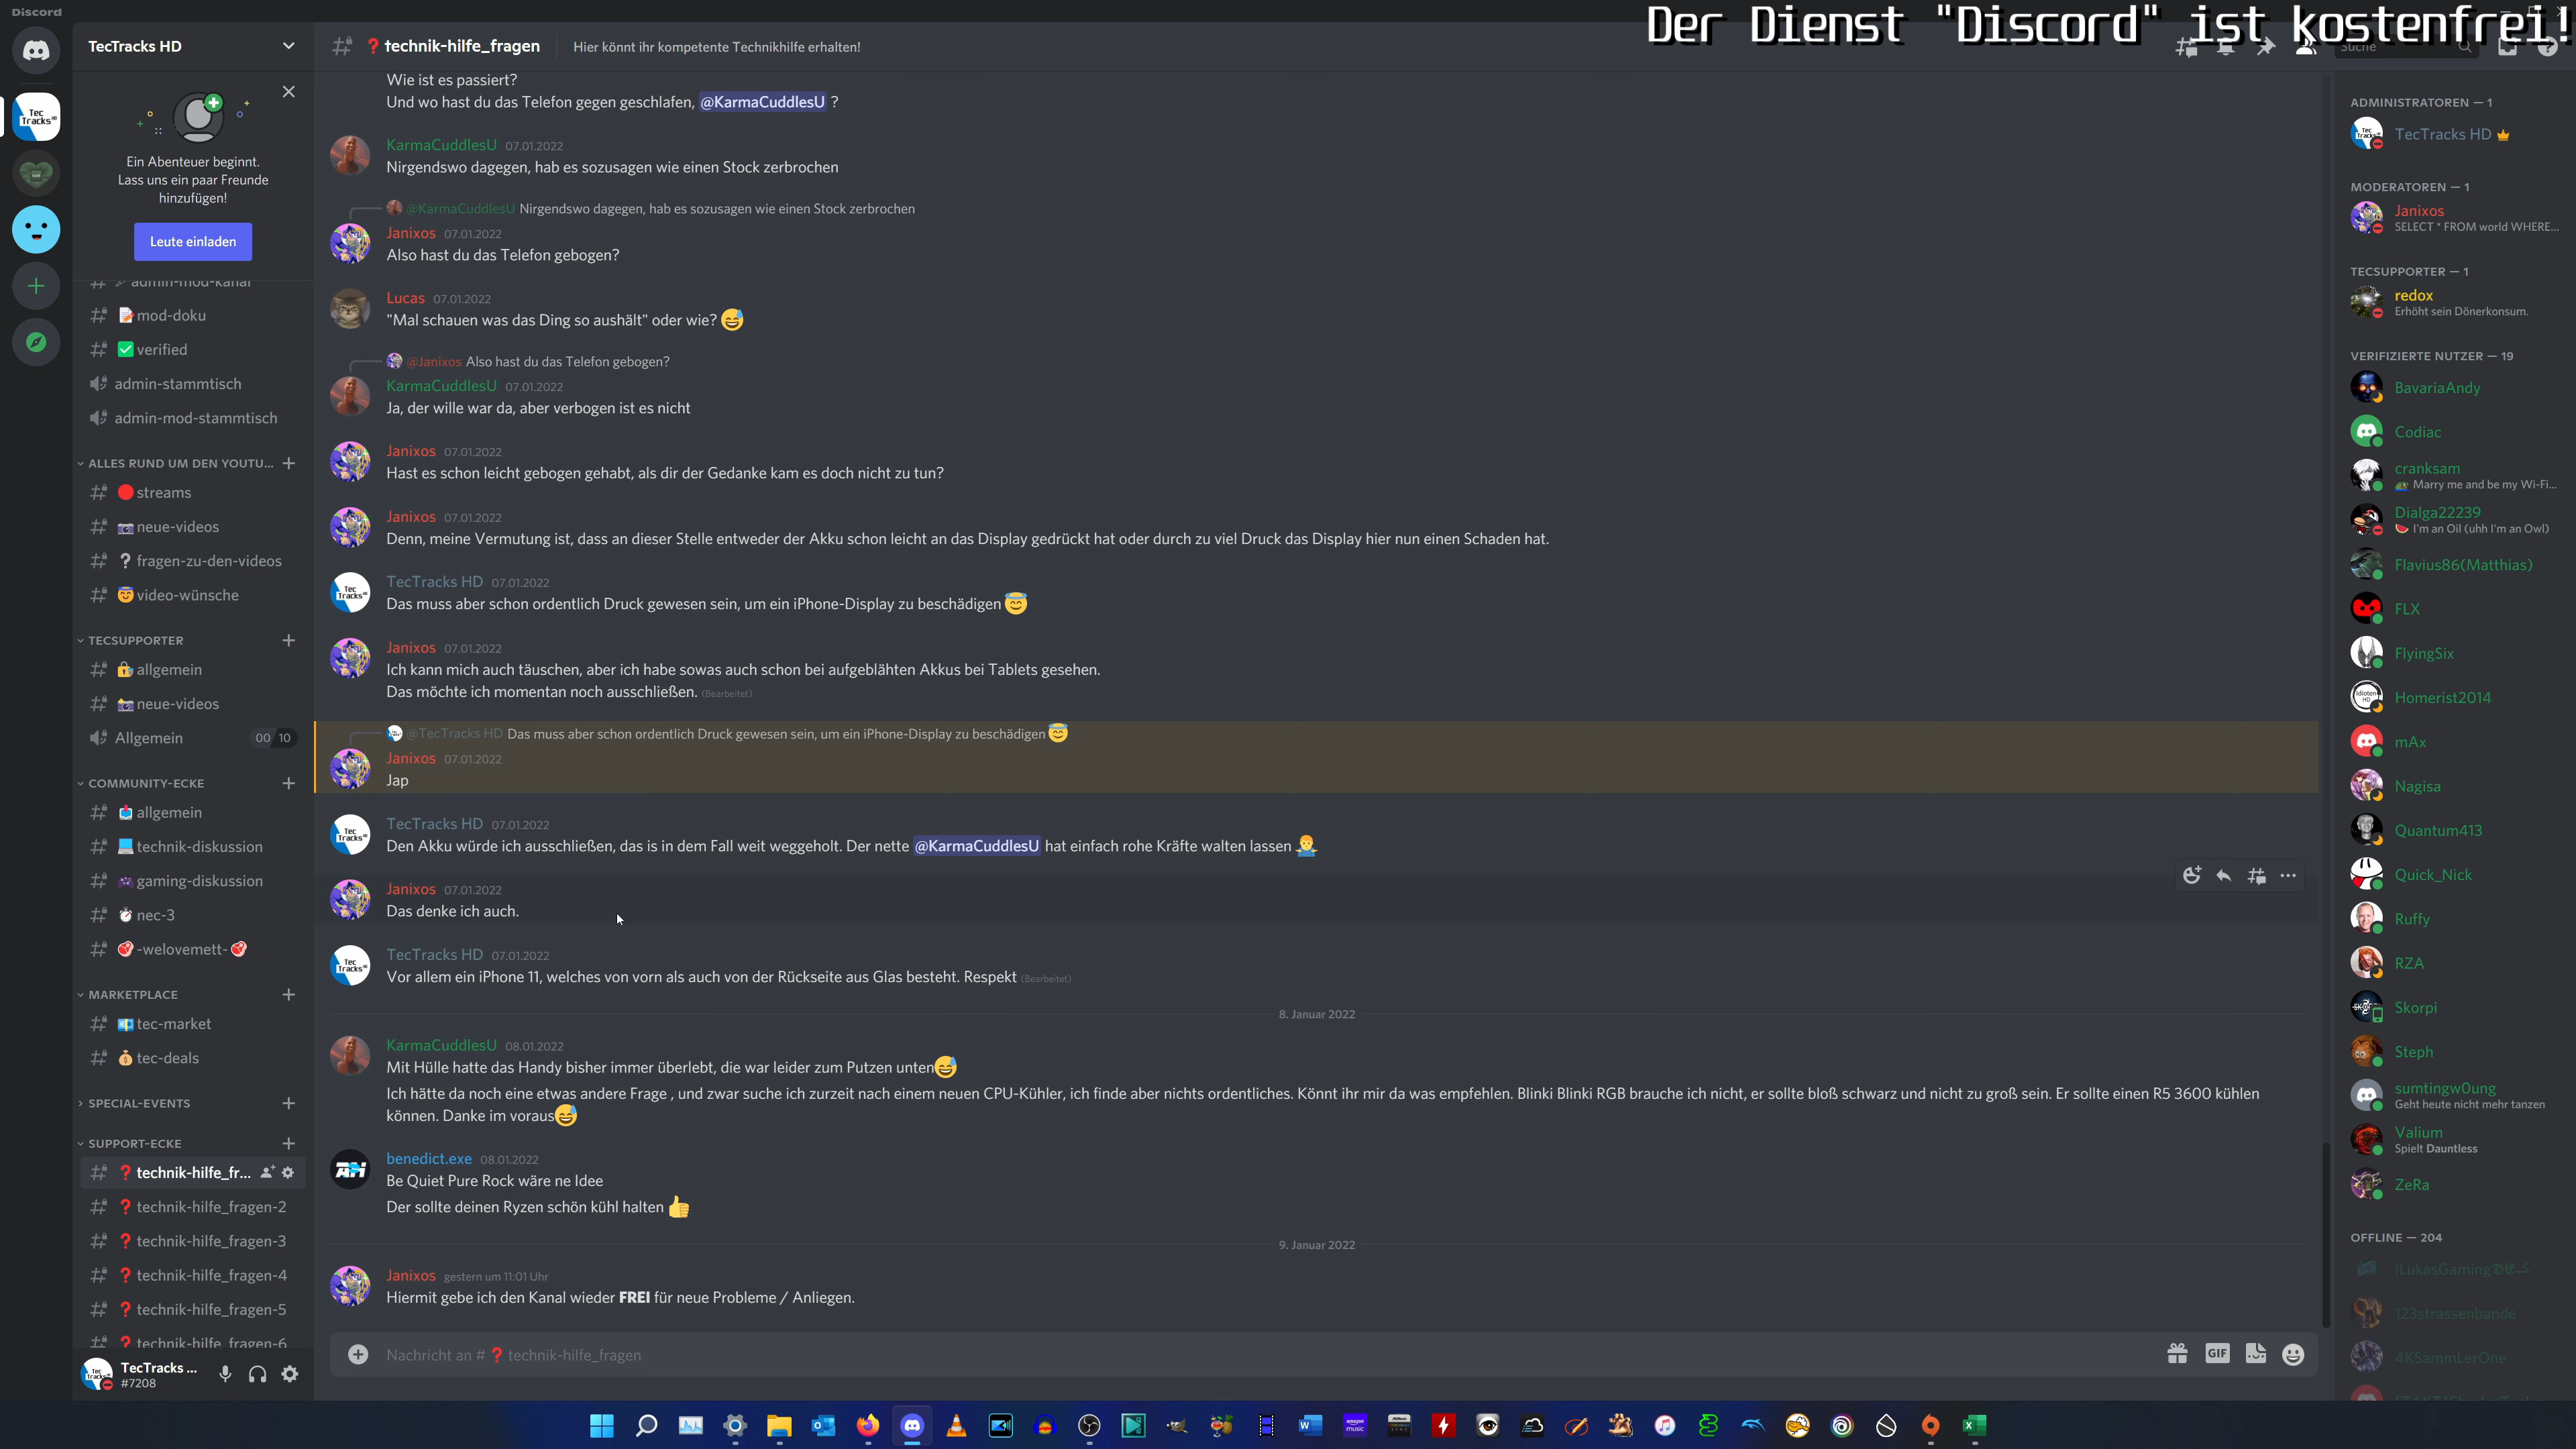 Discord
Der Dienst "Discord" ist kostenfrei!
TecTracks HD
technik-hilfe_fragen
Hier könnt ihr kompetente Technikhilfe erhalten!
Suche
Ein Abenteuer beginnt.
Lass uns ein paar Freunde
hinzufügen!
Leute einladen
admin-mod-kanal
mod-doku
verified
admin-stammtisch
admin-mod-stammtisch
ALLES RUND UM DEN YOUTU...
streams
neue-videos
fragen-zu-den-videos
video-wünsche
TECSUPPORTER
allgemein
neue-videos
Allgemein 00 10
COMMUNITY-ECKE
allgemein
technik-diskussion
gaming-diskussion
nec-3
-welovemett-
MARKETPLACE
tec-market
tec-deals
SPECIAL-EVENTS
SUPPORT-ECKE
technik-hilfe_fr...
technik-hilfe_fragen-2
technik-hilfe_fragen-3
technik-hilfe_fragen-4
technik-hilfe_fragen-5
technik-hilfe_fragen-6
TecTracks ...
#7208
Wie ist es passiert?
Und wo hast du das Telefon gegen geschlafen, @KarmaCuddlesU ?
KarmaCuddlesU 07.01.2022
Nirgendswo dagegen, hab es sozusagen wie einen Stock zerbrochen
@KarmaCuddlesU Nirgendswo dagegen, hab es sozusagen wie einen Stock zerbrochen
Janixos 07.01.2022
Also hast du das Telefon gebogen?
Lucas 07.01.2022
"Mal schauen was das Ding so aushält" oder wie? 😅
@Janixos Also hast du das Telefon gebogen?
KarmaCuddlesU 07.01.2022
Ja, der wille war da, aber verbogen ist es nicht
Janixos 07.01.2022
Hast es schon leicht gebogen gehabt, als dir der Gedanke kam es doch nicht zu tun?
Janixos 07.01.2022
Denn, meine Vermutung ist, dass an dieser Stelle entweder der Akku schon leicht an das Display gedrückt hat oder durch zu viel Druck das Display hier nun einen Schaden hat.
TecTracks HD 07.01.2022
Das muss aber schon ordentlich Druck gewesen sein, um ein iPhone-Display zu beschädigen 😇
Janixos 07.01.2022
Ich kann mich auch täuschen, aber ich habe sowas auch schon bei aufgeblähten Akkus bei Tablets gesehen.
Das möchte ich momentan noch ausschließen. (Bearbeitet)
@TecTracks HD Das muss aber schon ordentlich Druck gewesen sein, um ein iPhone-Display zu beschädigen 😇
Janixos 07.01.2022
Jap
TecTracks HD 07.01.2022
Den Akku würde ich ausschließen, das is in dem Fall weit weggeholt. Der nette @KarmaCuddlesU hat einfach rohe Kräfte walten lassen 🤷‍♂️
Janixos 07.01.2022
Das denke ich auch.
TecTracks HD 07.01.2022
Vor allem ein iPhone 11, welches von vorn als auch von der Rückseite aus Glas besteht. Respekt (Bearbeitet)
8. Januar 2022
KarmaCuddlesU 08.01.2022
Mit Hülle hatte das Handy bisher immer überlebt, die war leider zum Putzen unten😅
Ich hätte da noch eine etwas andere Frage , und zwar suche ich zurzeit nach einem neuen CPU-Kühler, ich finde aber nichts ordentliches. Könnt ihr mir da was empfehlen. Blinki Blinki RGB brauche ich nicht, er sollte bloß schwarz und nicht zu groß sein. Er sollte einen R5 3600 kühlen
können. Danke im voraus😅
benedict.exe 08.01.2022
Be Quiet Pure Rock wäre ne Idee
Der sollte deinen Ryzen schön kühl halten 👍
9. Januar 2022
Janixos gestern um 11:01 Uhr
Hiermit gebe ich den Kanal wieder FREI für neue Probleme / Anliegen.
Nachricht an # ❓ technik-hilfe_fragen
GIF
ADMINISTRATOREN — 1
TecTracks HD
MODERATOREN — 1
Janixos
SELECT * FROM world WHERE...
TECSUPPORTER — 1
redox
Erhöht sein Dönerkonsum.
VERIFIZIERTE NUTZER — 19
BavariaAndy
Codiac
cranksam
Marry me and be my Wi-Fi...
Dialga22239
I'm an Oil (uhh I'm an Owl)
Flavius86(Matthias)
FLX
FlyingSix
Homerist2014
mAx
Nagisa
Quantum413
Quick_Nick
Ruffy
RZA
Skorpi
Steph
sumtingw0ung
Geht heute nicht mehr tanzen
Valium
Spielt Dauntless
ZeRa
OFFLINE — 204
123strassenbande
4KSammLerOne